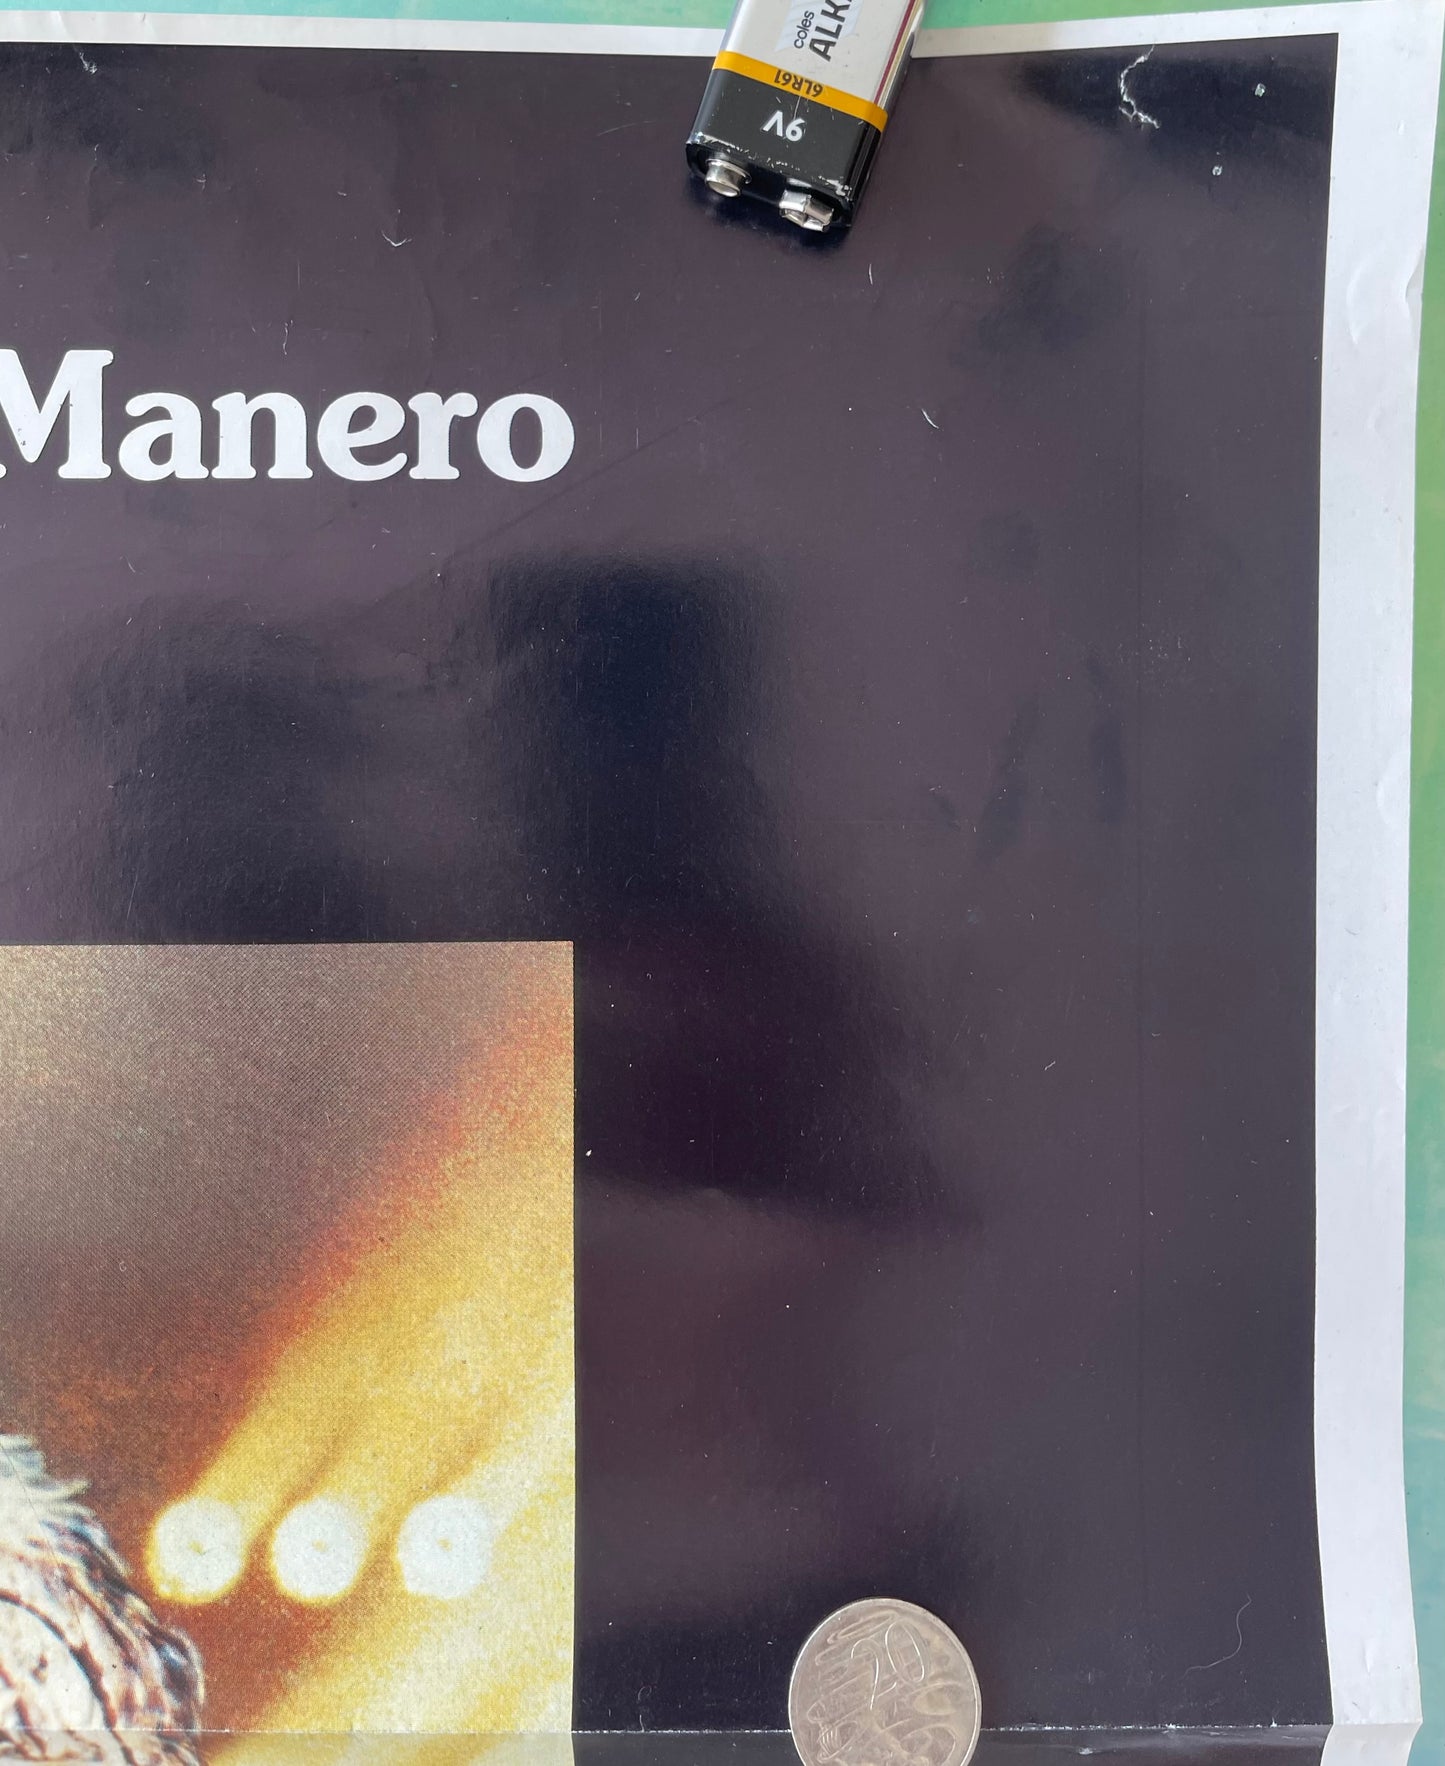 coles
ALK
6LR61
9V
Manero
20